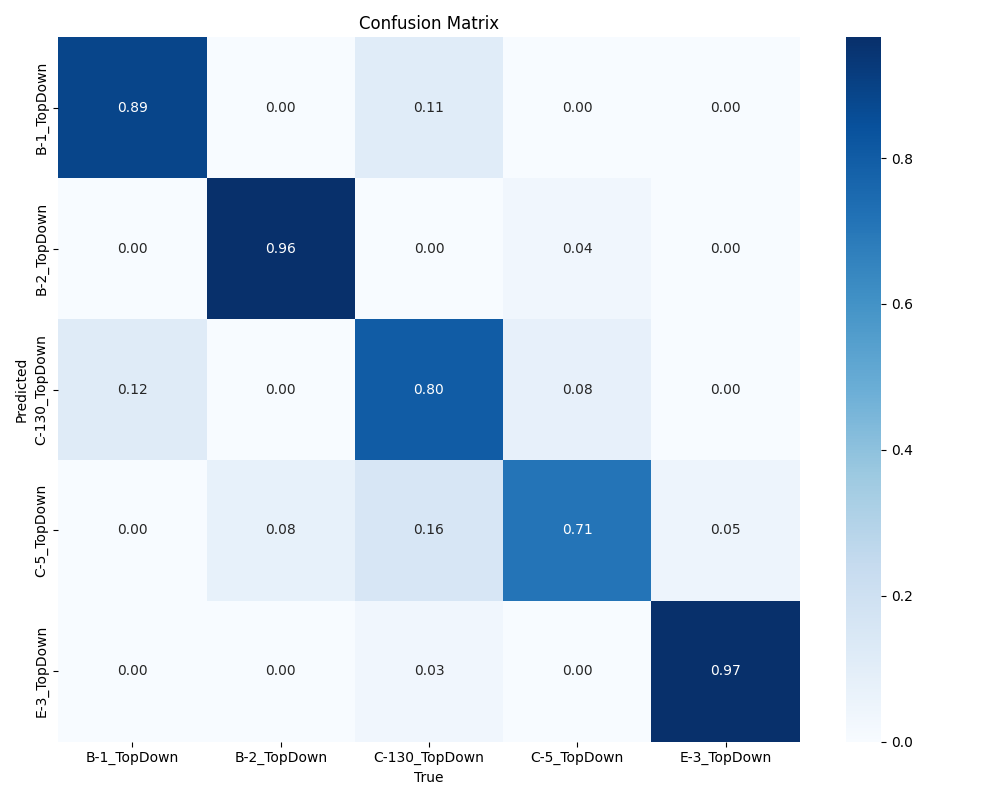 Confusion Matrix
B-1_TopDown 0.89 0.00 0.11 0.00 0.00
B-2_TopDown 0.00 0.96 0.00 0.04 0.00
C-130_TopDown 0.12 0.00 0.80 0.08 0.00
C-5_TopDown 0.00 0.08 0.16 0.71 0.05
E-3_TopDown 0.00 0.00 0.03 0.00 0.97
B-1_TopDown B-2_TopDown C-130_TopDown C-5_TopDown E-3_TopDown
True
Predicted
0.8
0.6
0.4
0.2
0.0